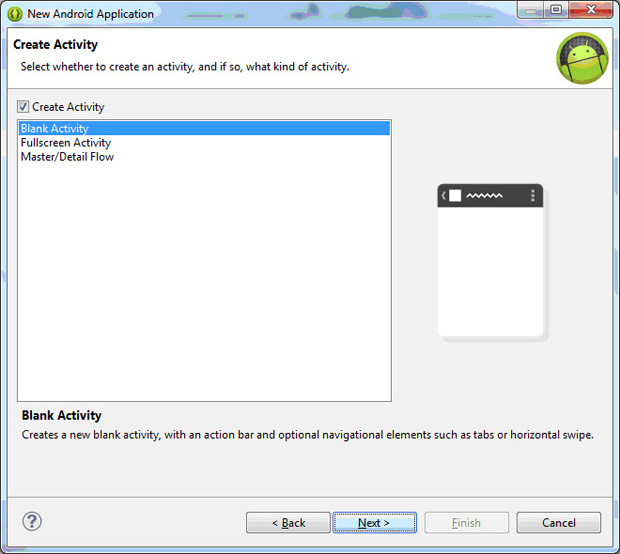 New Android Application
Create Activity
Select whether to create an activity, and if so, what kind of activity.
Create Activity
Blank Activity
Fullscreen Activity
Master/Detail Flow
Blank Activity
Creates a new blank activity, with an action bar and optional navigational elements such as tabs or horizontal swipe.
? < Back Next > Finish Cancel